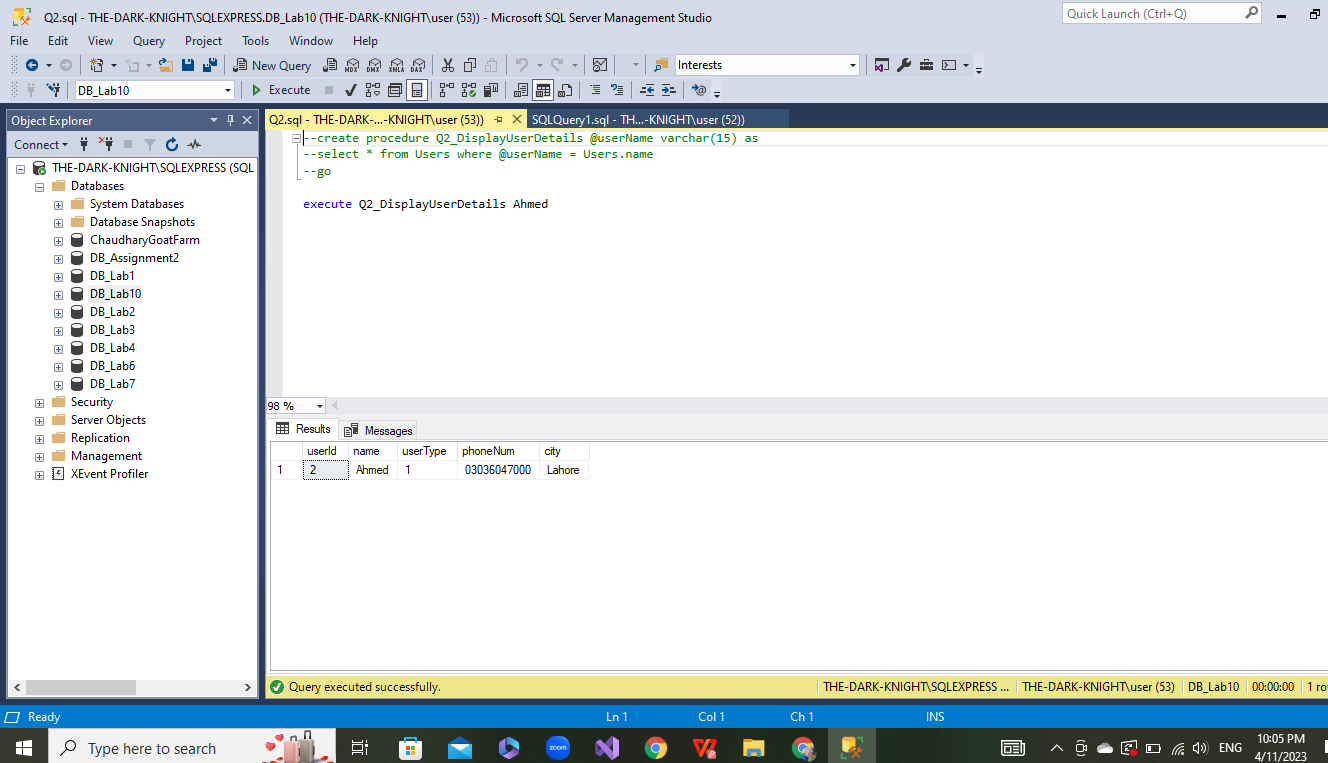 Q2.sql - THE-DARK-KNIGHT\SQLEXPRESS.DB_Lab10 (THE-DARK-KNIGHT\user (53)) - Microsoft SQL Server Management Studio
Quick Launch (Ctrl+Q)
File Edit View Query Project Tools Window Help
New Query MDX DMX XMLA DAX Interests
DB_Lab10 Execute
Object Explorer
Q2.sql - THE-DARK-...-KNIGHT\user (53)) SQLQuery1.sql - TH...-KNIGHT\user (52))
Connect
THE-DARK-KNIGHT\SQLEXPRESS (SQL
Databases
System Databases
Database Snapshots
ChaudharyGoatFarm
DB_Assignment2
DB_Lab1
DB_Lab10
DB_Lab2
DB_Lab3
DB_Lab4
DB_Lab6
DB_Lab7
Security
Server Objects
Replication
Management
XEvent Profiler
--create procedure Q2_DisplayUserDetails @userName varchar(15) as
--select * from Users where @userName = Users.name
--go
execute Q2_DisplayUserDetails Ahmed
98 %
Results Messages
userId name userType phoneNum city
1 2 Ahmed 1 03036047000 Lahore
Query executed successfully. THE-DARK-KNIGHT\SQLEXPRESS ... THE-DARK-KNIGHT\user (53) DB_Lab10 00:00:00 1 ro
Ready Ln 1 Col 1 Ch 1 INS
Type here to search
zoom
ENG
10:05 PM
4/11/2023